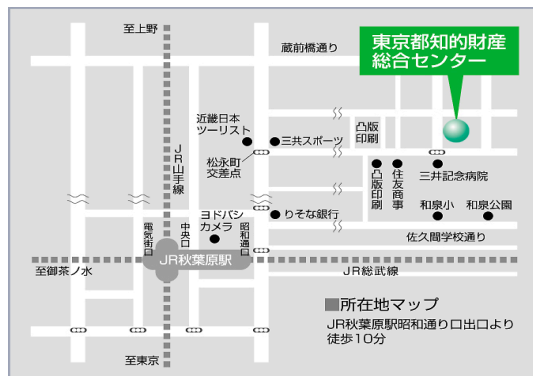 至上野
蔵前橋通り
東京都知的財産
総合センター
近畿日本
ツーリスト
三共スポーツ
凸版
印刷
松永町
交差点
JR山手線
凸版印刷
住友商事
三井記念病院
和泉小
和泉公園
りそな銀行
ヨドバシ
カメラ
電気街口
中央口
昭和通口
佐久間学校通り
至御茶ノ水
JR秋葉原駅
JR総武線
所在地マップ
JR秋葉原駅昭和通り口出口より
徒歩10分
至東京